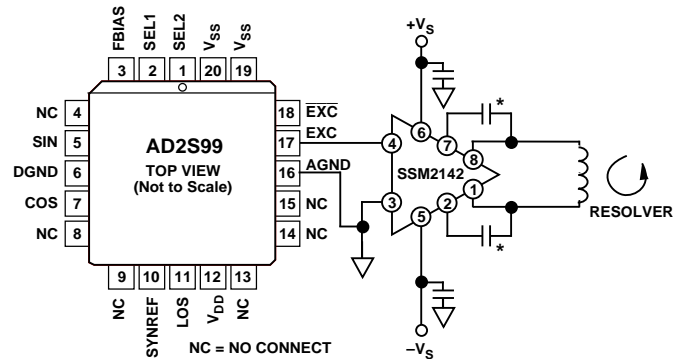 FBIAS SEL1 SEL2 VSS VSS
3 2 1 20 19
NC 4
SIN 5
DGND 6
COS 7
NC 8
AD2S99
TOP VIEW
(Not to Scale)
18 EXC
17 EXC
16 AGND
15 NC
14 NC
9 10 11 12 13
NC SYNREF LOS VDD NC
NC = NO CONNECT
+VS
6 7 *
4 8
SSM2142
3 1
5 2 *
–VS
RESOLVER